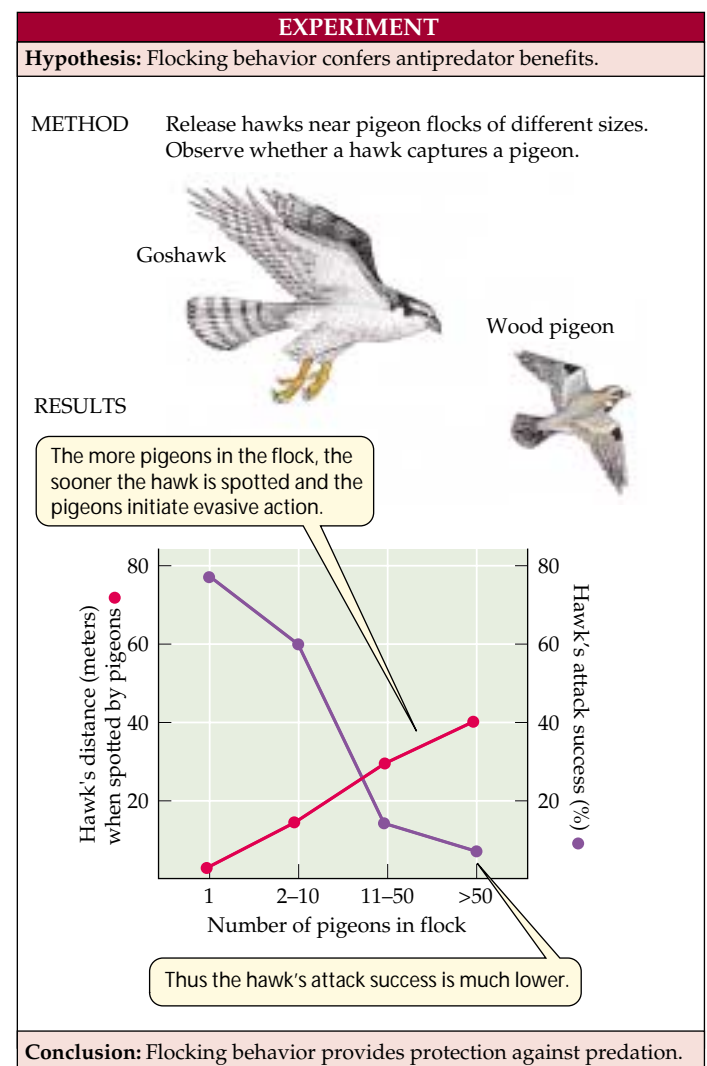 EXPERIMENT
Hypothesis: Flocking behavior confers antipredator benefits.
METHOD Release hawks near pigeon flocks of different sizes.
Observe whether a hawk captures a pigeon.
Goshawk
Wood pigeon
RESULTS
The more pigeons in the flock, the
sooner the hawk is spotted and the
pigeons initiate evasive action.
Hawk's distance (meters)
when spotted by pigeons
80
60
40
20
80
60
40
20
Hawk's attack success (%)
1 2–10 11–50 >50
Number of pigeons in flock
Thus the hawk's attack success is much lower.
Conclusion: Flocking behavior provides protection against predation.